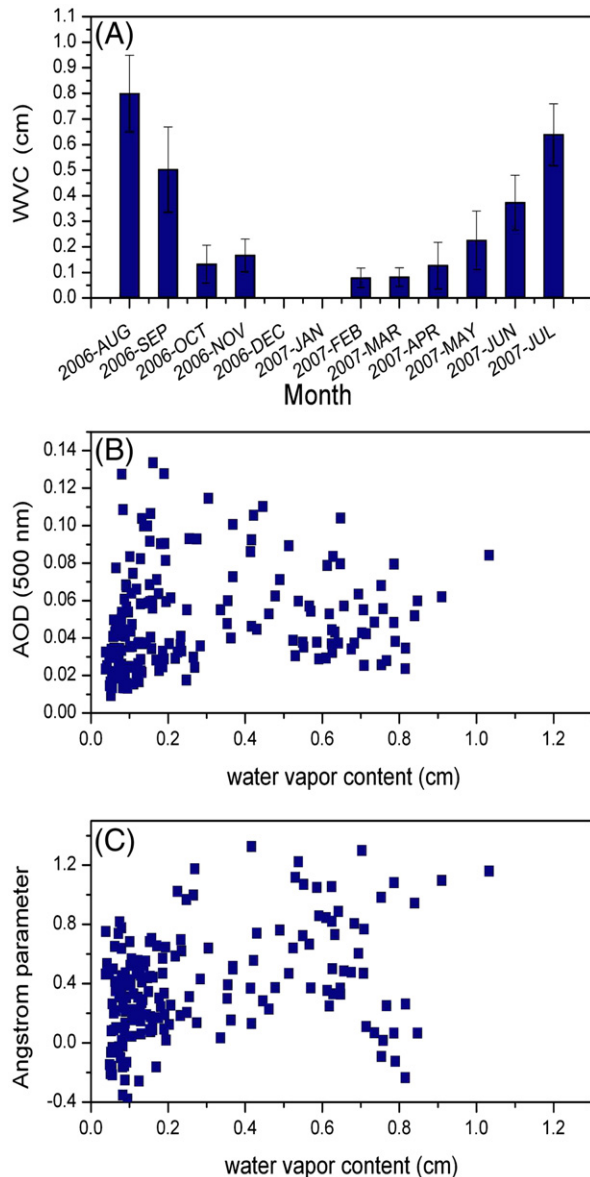 (A)
WVC (cm)
1.1
1.0
0.9
0.8
0.7
0.6
0.5
0.4
0.3
0.2
0.1
0.0
2006-AUG
2006-SEP
2006-OCT
2006-NOV
2006-DEC
2007-JAN
2007-FEB
2007-MAR
2007-APR
2007-MAY
2007-JUN
2007-JUL
Month
(B)
AOD (500 nm)
0.14
0.12
0.10
0.08
0.06
0.04
0.02
0.00
0.0 0.2 0.4 0.6 0.8 1.0 1.2
water vapor content (cm)
(C)
Angstrom parameter
1.2
0.8
0.4
0.0
-0.4
0.0 0.2 0.4 0.6 0.8 1.0 1.2
water vapor content (cm)